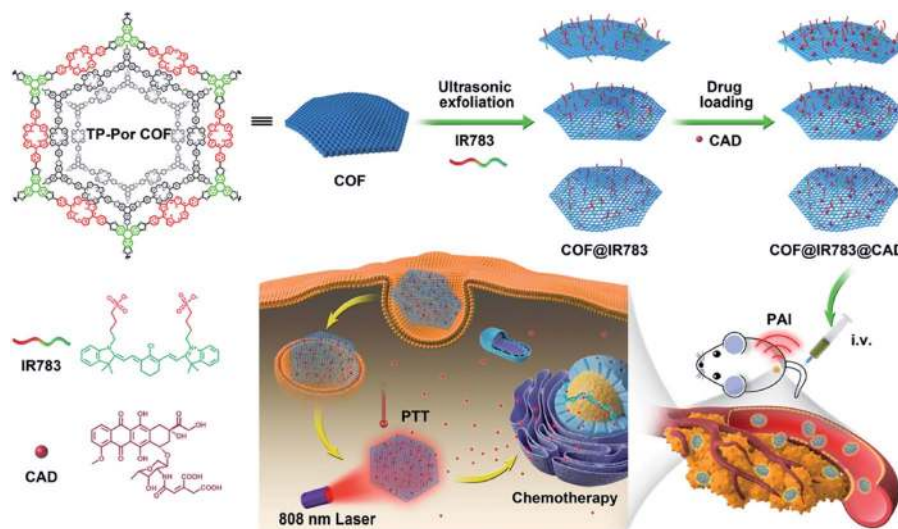 TP-Por COF
COF
Ultrasonic
exfoliation
IR783
COF@IR783
Drug
loading
CAD
COF@IR783@CAD
IR783
CAD
PTT
808 nm Laser
Chemotherapy
PAI
i.v.